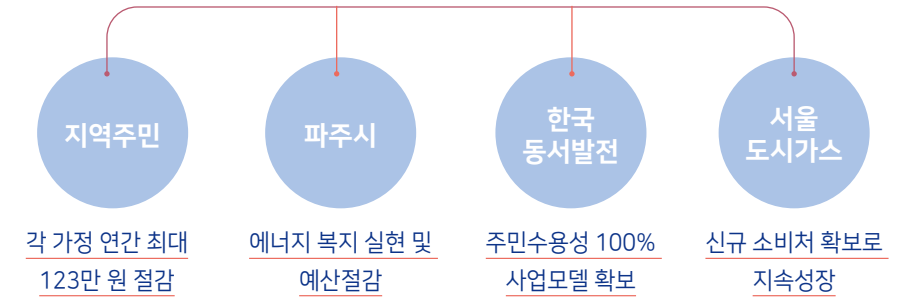 지역주민
파주시
한국
동서발전
서울
도시가스
각 가정 연간 최대
123만 원 절감
에너지 복지 실현 및
예산절감
주민수용성 100%
사업모델 확보
신규 소비처 확보로
지속성장